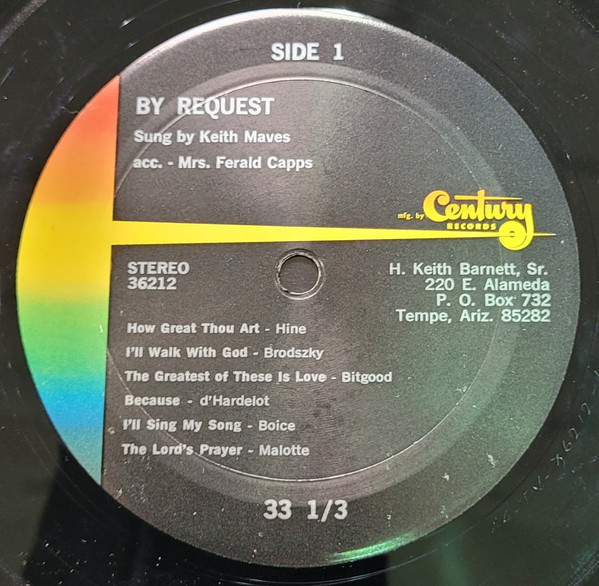 SIDE 1
BY REQUEST
Sung by Keith Maves
acc. - Mrs. Ferald Capps
mfg. by Century
RECORDS
STEREO
36212
H. Keith Barnett, Sr.
220 E. Alameda
P. O. Box 732
Tempe, Ariz. 85282
How Great Thou Art - Hine
I'll Walk With God - Brodszky
The Greatest of These Is Love - Bitgood
Because - d'Hardelot
I'll Sing My Song - Boice
The Lord's Prayer - Malotte
33 1/3